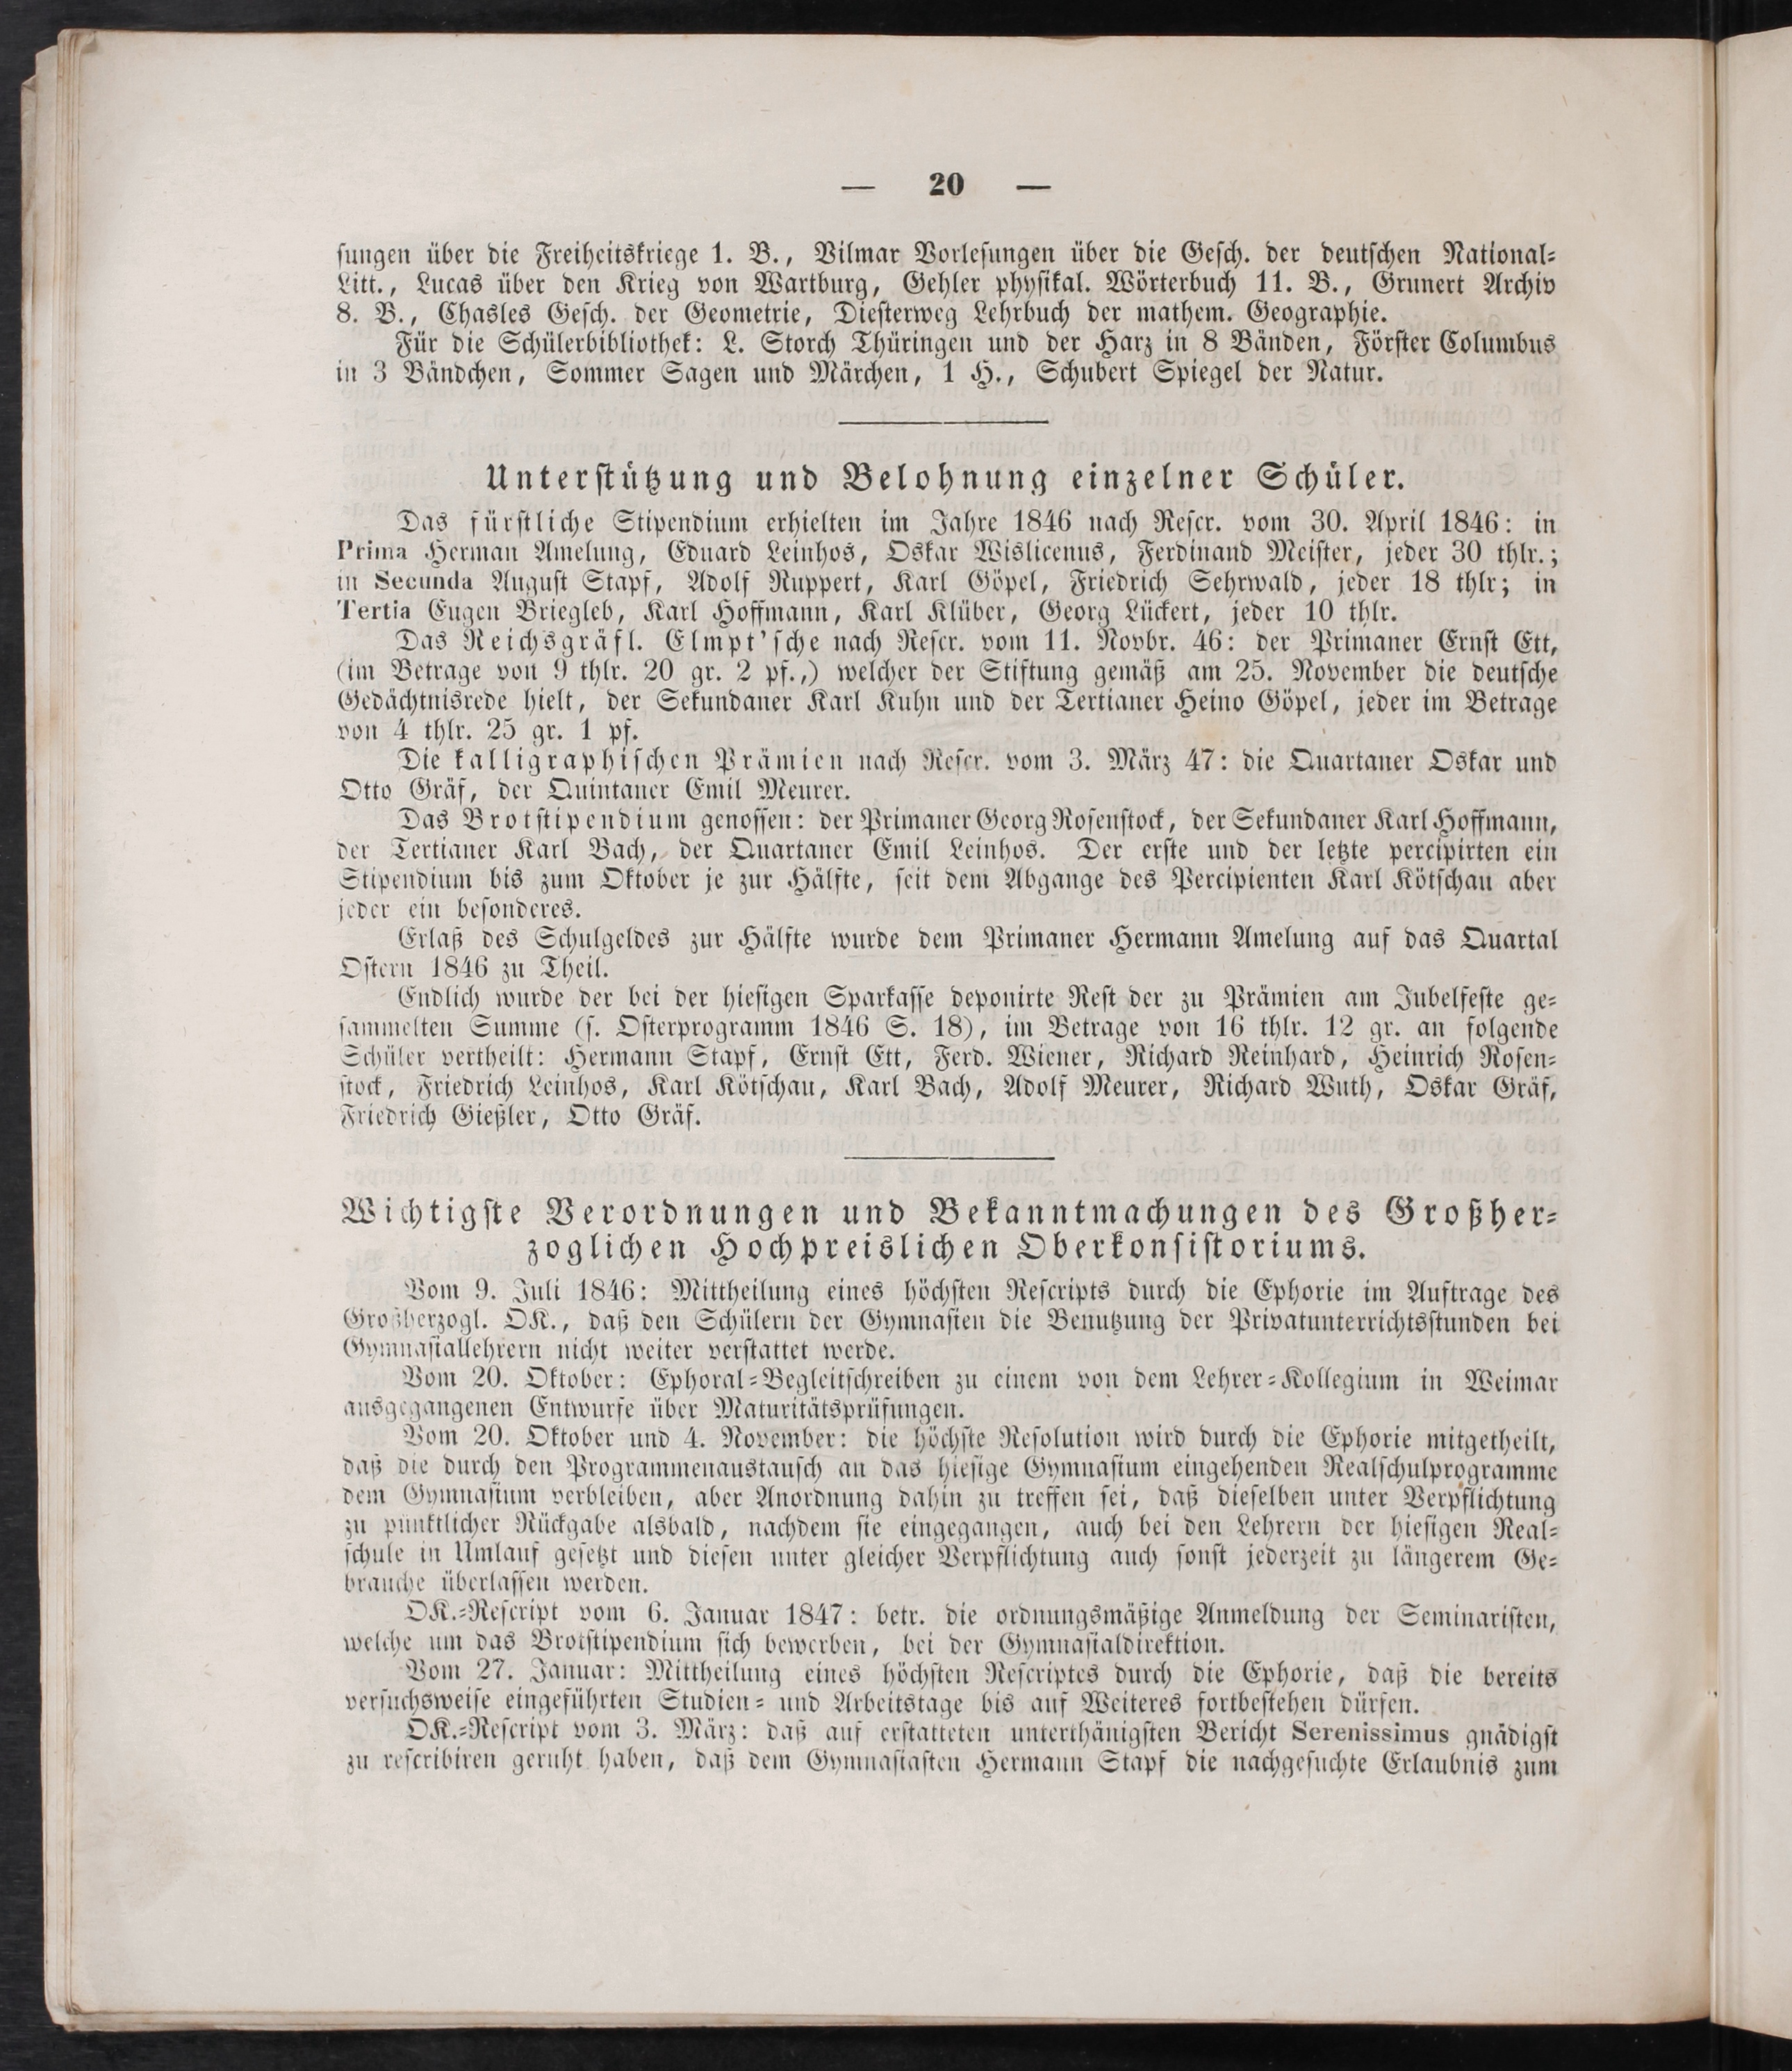 — 20 —
sungen über die Freiheitskriege 1. B., Vilmar Vorlesungen über die Gesch. der deutschen National-
Litt., Lucas über den Krieg von Wartburg, Gehler physikal. Wörterbuch 11. B., Grunert Archiv
8. B., Chasles Gesch. der Geometrie, Diesterweg Lehrbuch der mathem. Geographie.
Für die Schülerbibliothek: L. Storch Thüringen und der Harz in 8 Bänden, Förster Columbus
in 3 Bändchen, Sommer Sagen und Märchen, 1 H., Schubert Spiegel der Natur.
Unterstützung und Belohnung einzelner Schüler.
Das fürstliche Stipendium erhielten im Jahre 1846 nach Rescr. vom 30. April 1846: in
Prima Herman Amelung, Eduard Leinhos, Oskar Wislicenus, Ferdinand Meister, jeder 30 thlr.;
in Secunda August Stapf, Adolf Ruppert, Karl Göpel, Friedrich Sehrwald, jeder 18 thlr; in
Tertia Eugen Briegleb, Karl Hoffmann, Karl Klüber, Georg Lückert, jeder 10 thlr.
Das Reichsgräfl. Elmpt'sche nach Rescr. vom 11. Novbr. 46: der Primaner Ernst Ett,
(im Betrage von 9 thlr. 20 gr. 2 pf.,) welcher der Stiftung gemäß am 25. November die deutsche
Gedächtnisrede hielt, der Sekundaner Karl Kuhn und der Tertianer Heino Göpel, jeder im Betrage
von 4 thlr. 25 gr. 1 pf.
Die kalligraphischen Prämien nach Rescr. vom 3. März 47: die Quartaner Oskar und
Otto Gräf, der Quintaner Emil Meurer.
Das Brotstipendium genossen: der Primaner Georg Rosenstock, der Sekundaner Karl Hoffmann,
der Tertianer Karl Bach, der Quartaner Emil Leinhos. Der erste und der letzte percipirten ein
Stipendium bis zum Oktober je zur Hälfte, seit dem Abgange des Percipienten Karl Kötschau aber
jeder ein besonderes.
Erlaß des Schulgeldes zur Hälfte wurde dem Primaner Hermann Amelung auf das Quartal
Ostern 1846 zu Theil.
Endlich wurde der bei der hiesigen Sparkasse deponirte Rest der zu Prämien am Jubelfeste ge-
sammelten Summe (s. Osterprogramm 1846 S. 18), im Betrage von 16 thlr. 12 gr. an folgende
Schüler vertheilt: Hermann Stapf, Ernst Ett, Ferd. Wiener, Richard Reinhard, Heinrich Rosen-
stock, Friedrich Leinhos, Karl Kötschau, Karl Bach, Adolf Meurer, Richard Wuth, Oskar Gräf,
Friedrich Gießler, Otto Gräf.
Wichtigste Verordnungen und Bekanntmachungen des Großher-
zoglichen Hochpreislichen Oberkonsistoriums.
Vom 9. Juli 1846: Mittheilung eines höchsten Rescripts durch die Ephorie im Auftrage des
Großherzogl. OK., daß den Schülern der Gymnasien die Benutzung der Privatunterrichtsstunden bei
Gymnasiallehrern nicht weiter verstattet werde.
Vom 20. Oktober: Ephoral-Begleitschreiben zu einem von dem Lehrer-Kollegium in Weimar
ausgegangenen Entwurfe über Maturitätsprüfungen.
Vom 20. Oktober und 4. November: die höchste Resolution wird durch die Ephorie mitgetheilt,
daß die durch den Programmenaustausch an das hiesige Gymnasium eingehenden Realschulprogramme
dem Gymnasium verbleiben, aber Anordnung dahin zu treffen sei, daß dieselben unter Verpflichtung
zu pünktlicher Rückgabe alsbald, nachdem sie eingegangen, auch bei den Lehrern der hiesigen Real-
schule in Umlauf gesetzt und diesen unter gleicher Verpflichtung auch sonst jederzeit zu längerem Ge-
brauche überlassen werden.
OK.-Rescript vom 6. Januar 1847: betr. die ordnungsmäßige Anmeldung der Seminaristen,
welche um das Brotstipendium sich bewerben, bei der Gymnasialdirektion.
Vom 27. Januar: Mittheilung eines höchsten Rescriptes durch die Ephorie, daß die bereits
versuchsweise eingeführten Studien- und Arbeitstage bis auf Weiteres fortbestehen dürfen.
OK.-Rescript vom 3. März: daß auf erstatteten unterthänigsten Bericht Serenissimus gnädigst
zu rescribiren geruht haben, daß dem Gymnasiasten Hermann Stapf die nachgesuchte Erlaubnis zum